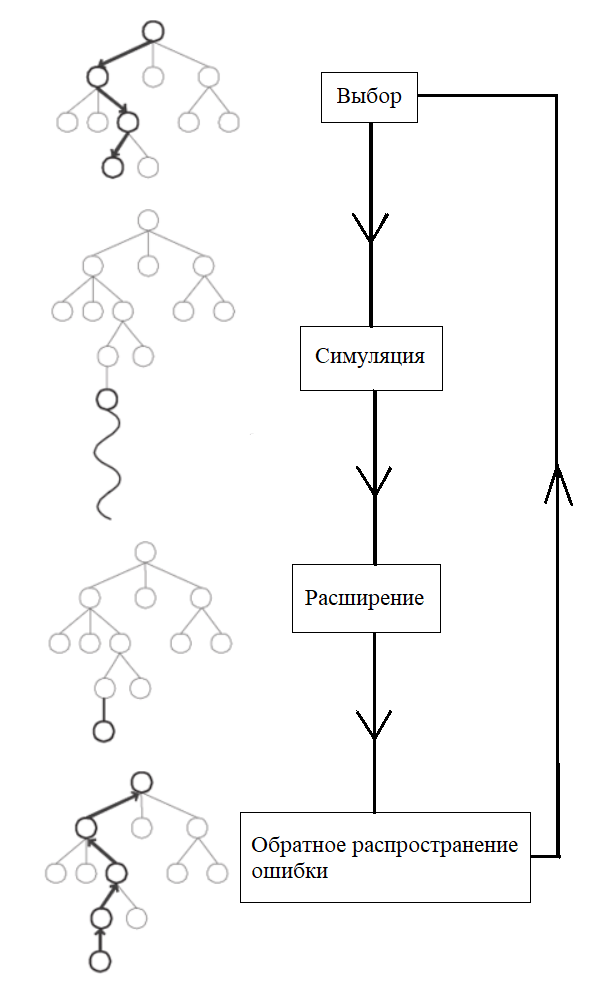 Выбор
Симуляция
Расширение
Обратное распространение
ошибки